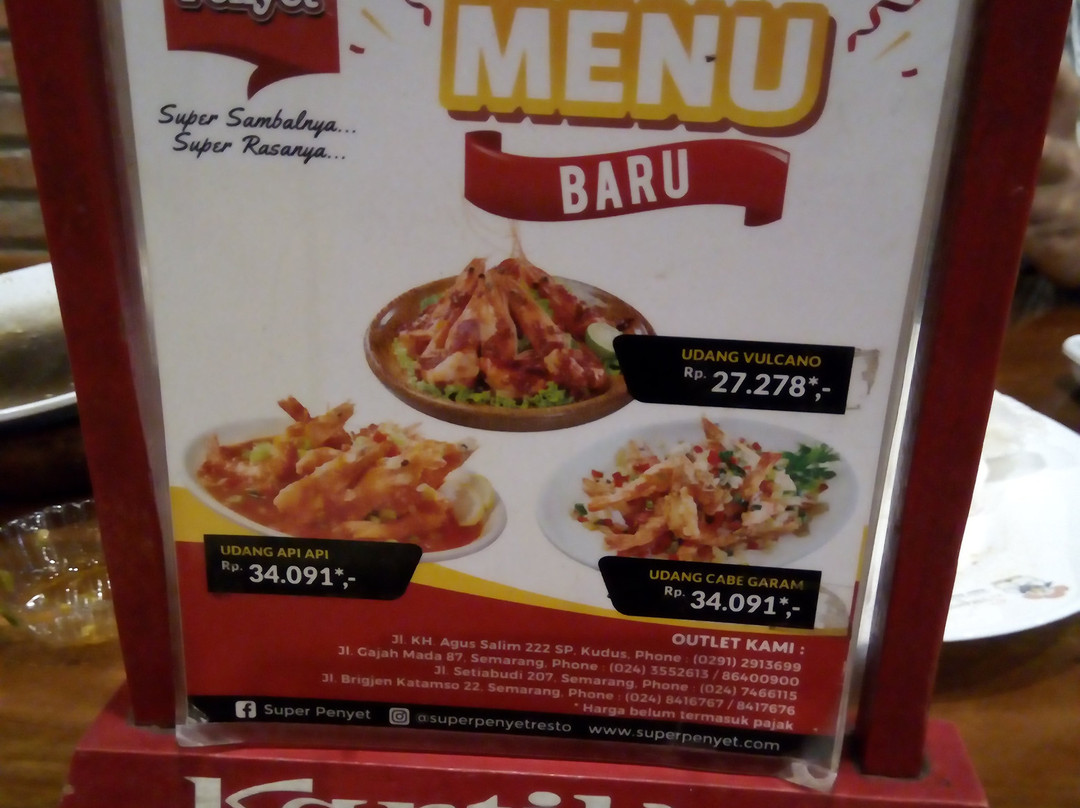 Penyet
Super Sambalnya...
Super Rasanya...
MENU
BARU
UDANG VULCANO
Rp. 27.278*,-
UDANG API API
Rp. 34.091*,-
UDANG CABE GARAM
Rp. 34.091*,-
OUTLET KAMI :
Jl. KH. Agus Salim 222 SP, Kudus, Phone : (0291) 2913699
Jl. Gajah Mada 87, Semarang, Phone : (024) 3552613 / 86400900
Jl. Setiabudi 207, Semarang, Phone : (024) 7466115
Jl. Brigjen Katamso 22, Semarang, Phone : (024) 8416767 / 8417676
* Harga belum termasuk pajak
Super Penyet @superpenyetresto www.superpenyet.com